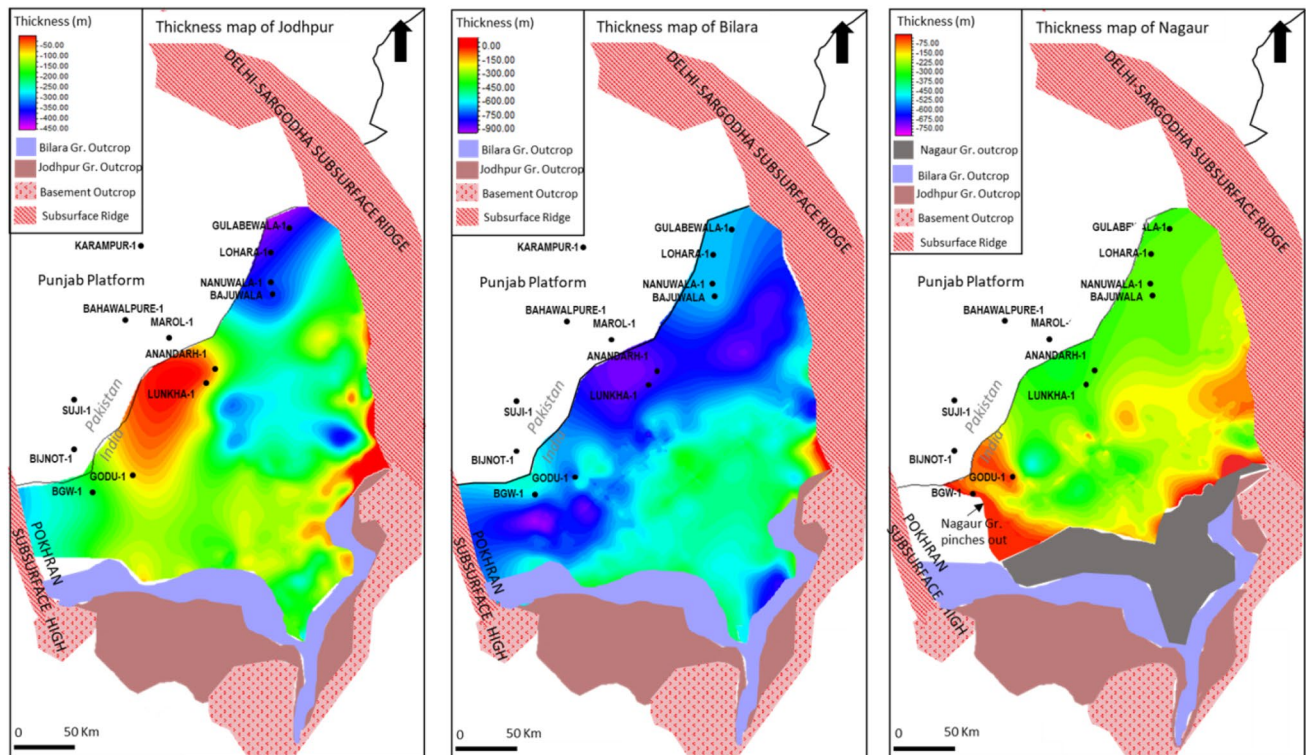 Thickness map of Jodhpur
Thickness (m)
-50.00
-100.00
-150.00
-200.00
-250.00
-300.00
-350.00
-400.00
-450.00
Bilara Gr. Outcrop
Jodhpur Gr. Outcrop
Basement Outcrop
Subsurface Ridge
DELHI-SARGODHA SUBSURFACE RIDGE
GULABEWALA-1
KARAMPUR-1
LOHARA-1
Punjab Platform
NANUWALA-1
BAJUWALA
BAHAWALPURE-1
MAROL-1
ANANDARH-1
LUNKHA-1
SUJI-1
Pakistan
India
BIJNOT-1
GODU-1
BGW-1
POKHRAN
SUBSURFACE HIGH
0 50 Km
Thickness map of Bilara
Thickness (m)
0.00
-150.00
-300.00
-450.00
-600.00
-750.00
-900.00
Bilara Gr. Outcrop
Jodhpur Gr. Outcrop
Basement Outcrop
Subsurface Ridge
DELHI-SARGODHA SUBSURFACE RIDGE
GULABEWALA-1
KARAMPUR-1
LOHARA-1
Punjab Platform
NANUWALA-1
BAJUWALA
BAHAWALPURE-1
MAROL-1
ANANDARH-1
LUNKHA-1
SUJI-1
Pakistan
India
BIJNOT-1
GODU-1
BGW-1
POKHRAN
SUBSURFACE HIGH
0 50 Km
Thickness map of Nagaur
Thickness (m)
-75.00
-225.00
-375.00
-425.00
-525.00
-675.00
-750.00
Nagaur Gr. outcrop
Bilara Gr. Outcrop
Jodhpur Gr. Outcrop
Basement Outcrop
Subsurface Ridge
DELHI-SARGODHA SUBSURFACE RIDGE
KARAMPUR-1
LOHARA-1
Punjab Platform
NANUWALA-1
BAJUWALA
BAHAWALPURE-1
MAROL-
ANANDARH-1
LUNKHA-1
SUJI-1
Pakistan
India
BIJNOT-1
GODU-1
BGW-1
Nagaur Gr.
pinches out
POKHRAN
SUBSURFACE HIGH
0 50 Km